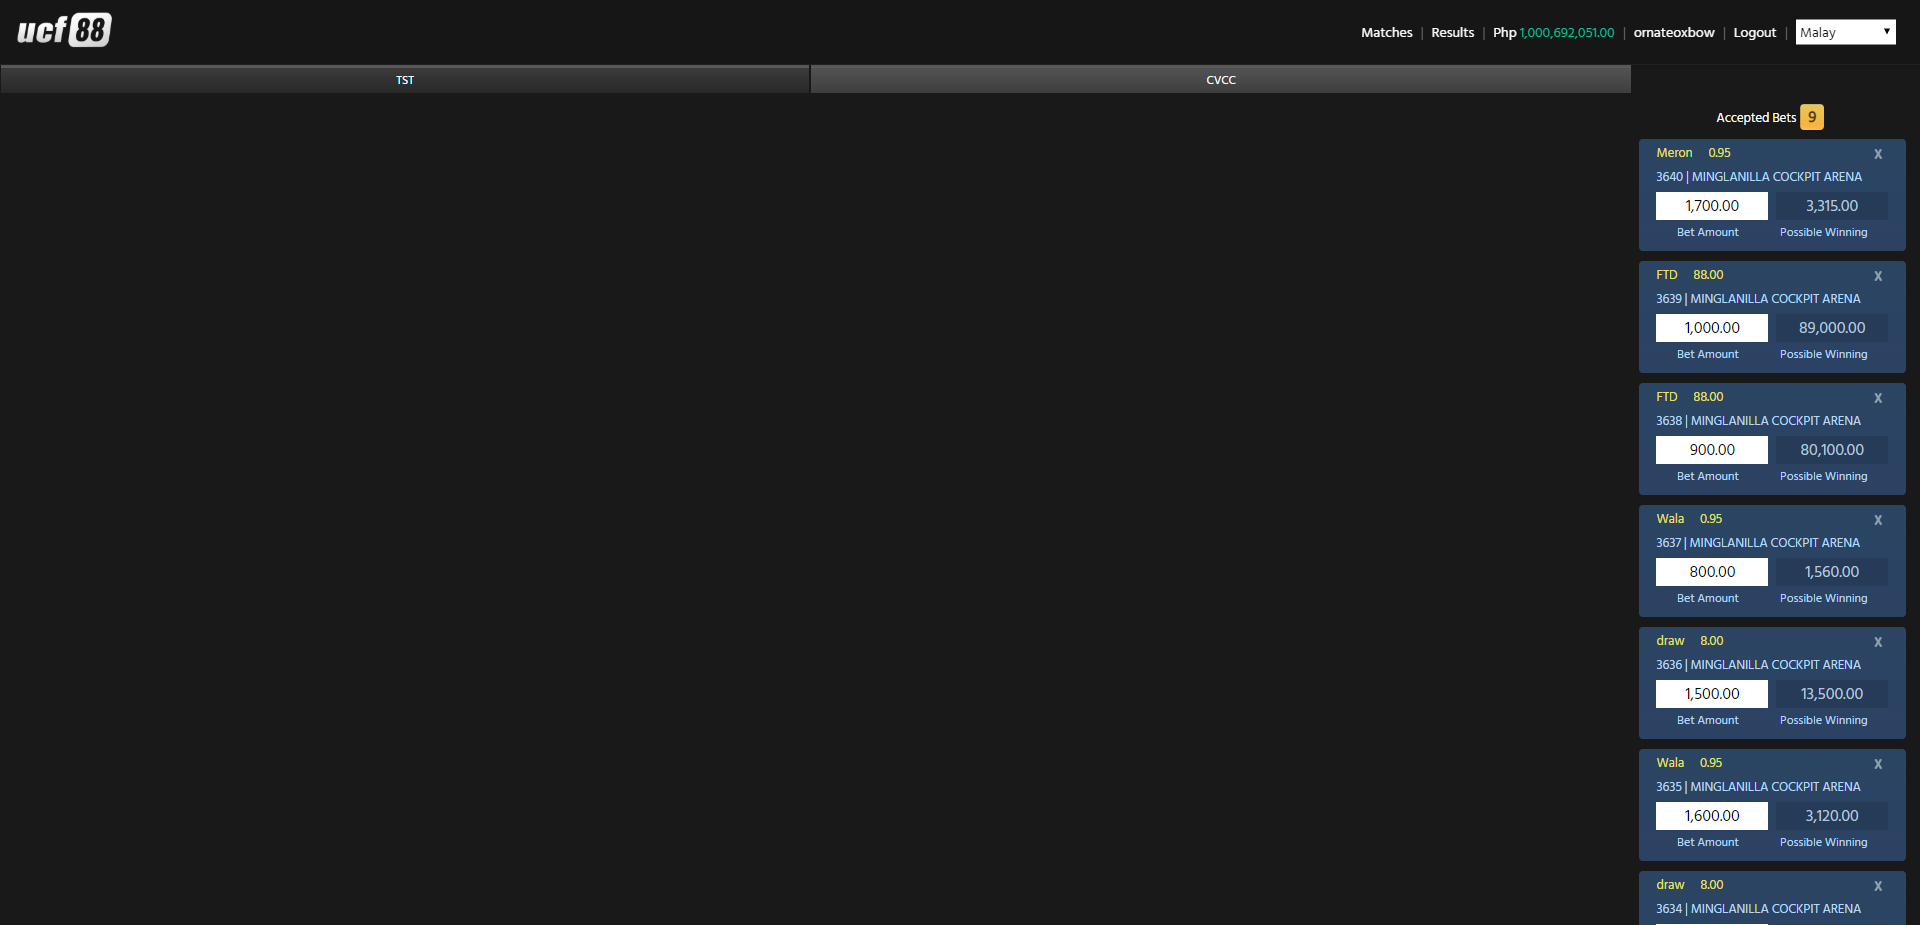 ucf 88
Matches | Results | Php 1,000,692,051.00 | ornateoxbow | Logout | Malay
TST
CVCC
Accepted Bets 9
Meron 0.95 X
3640 | MINGLANILLA COCKPIT ARENA
1,700.00 3,315.00
Bet Amount Possible Winning
FTD 88.00 X
3639 | MINGLANILLA COCKPIT ARENA
1,000.00 89,000.00
Bet Amount Possible Winning
FTD 88.00 X
3638 | MINGLANILLA COCKPIT ARENA
900.00 80,100.00
Bet Amount Possible Winning
Wala 0.95 X
3637 | MINGLANILLA COCKPIT ARENA
800.00 1,560.00
Bet Amount Possible Winning
draw 8.00 X
3636 | MINGLANILLA COCKPIT ARENA
1,500.00 13,500.00
Bet Amount Possible Winning
Wala 0.95 X
3635 | MINGLANILLA COCKPIT ARENA
1,600.00 3,120.00
Bet Amount Possible Winning
draw 8.00 X
3634 | MINGLANILLA COCKPIT ARENA